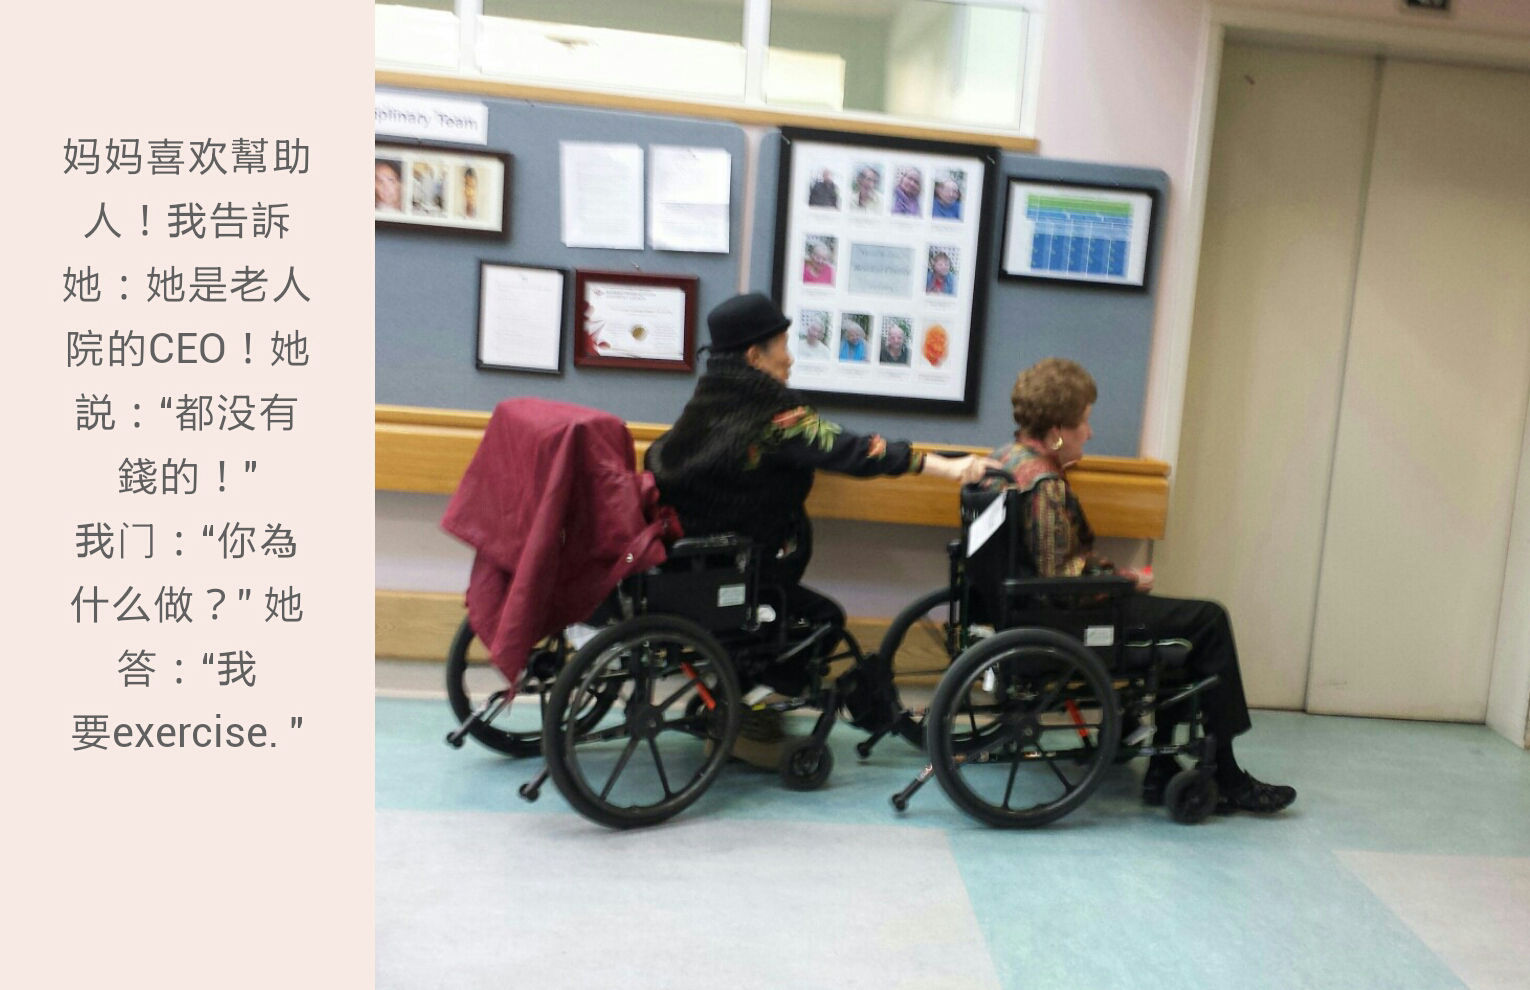 妈妈喜欢幫助
人！我告訴
她：她是老人
院的CEO！她
説：“都没有
錢的！”
我门：“你為
什么做？” 她
答：“我
要exercise. ”
iplinary Team